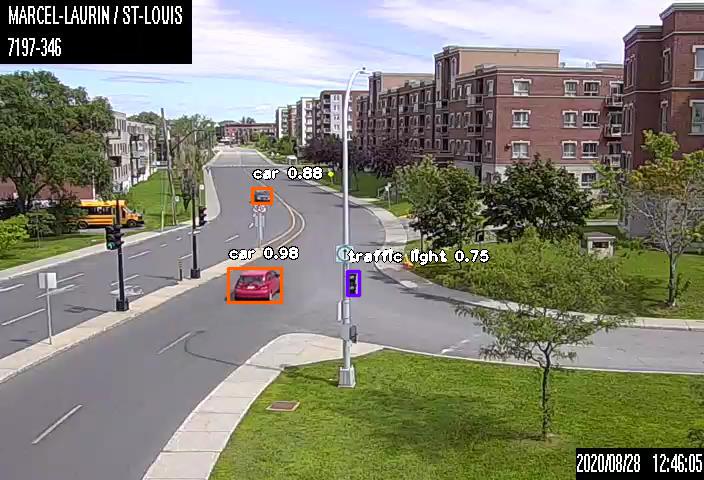 MARCEL-LAURIN / ST-LOUIS
7197-346
car 0.88
car 0.98
traffic light 0.75
2020/08/28 12:46:05